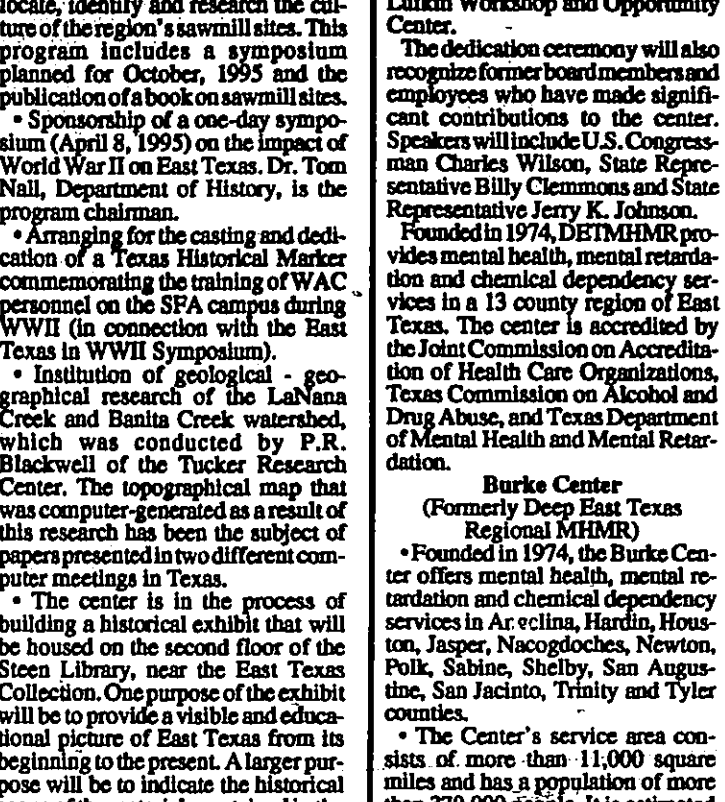 locate, identify and research the cul-
ture of the region's sawmill sites. This
program includes a symposium
planned for October, 1995 and the
publication of a book on sawmill sites.
• Sponsorship of a one-day sympo-
sium (April 8, 1995) on the impact of
World War II on East Texas. Dr. Tom
Nall, Department of History, is the
program chairman.
• Arranging for the casting and dedi-
cation of a Texas Historical Marker
commemorating the training of WAC
personnel on the SFA campus during
WWII (in connection with the East
Texas in WWII Symposium).
• Institution of geological - geo-
graphical research of the LaNana
Creek and Banita Creek watershed,
which was conducted by P.R.
Blackwell of the Tucker Research
Center. The topographical map that
was computer-generated as a result of
this research has been the subject of
papers presented in two different com-
puter meetings in Texas.
• The center is in the process of
building a historical exhibit that will
be housed on the second floor of the
Steen Library, near the East Texas
Collection. One purpose of the exhibit
will be to provide a visible and educa-
tional picture of East Texas from its
beginning to the present. A larger pur-
pose will be to indicate the historical
Lufkin Workshop and Opportunity
Center.
The dedication ceremony will also
recognize former board members and
employees who have made signifi-
cant contributions to the center.
Speakers will include U.S. Congress-
man Charles Wilson, State Repre-
sentative Billy Clemmons and State
Representative Jerry K. Johnson.
Founded in 1974, DETMHMR pro-
vides mental health, mental retarda-
tion and chemical dependency ser-
vices in a 13 county region of East
Texas. The center is accredited by
the Joint Commission on Accredita-
tion of Health Care Organizations,
Texas Commission on Alcohol and
Drug Abuse, and Texas Department
of Mental Health and Mental Retar-
dation.
Burke Center
(Formerly Deep East Texas
Regional MHMR)
• Founded in 1974, the Burke Cen-
ter offers mental health, mental re-
tardation and chemical dependency
services in Angelina, Hardin, Hous-
ton, Jasper, Nacogdoches, Newton,
Polk, Sabine, Shelby, San Augus-
tine, San Jacinto, Trinity and Tyler
counties.
• The Center's service area con-
sists of more than 11,000 square
miles and has a population of more